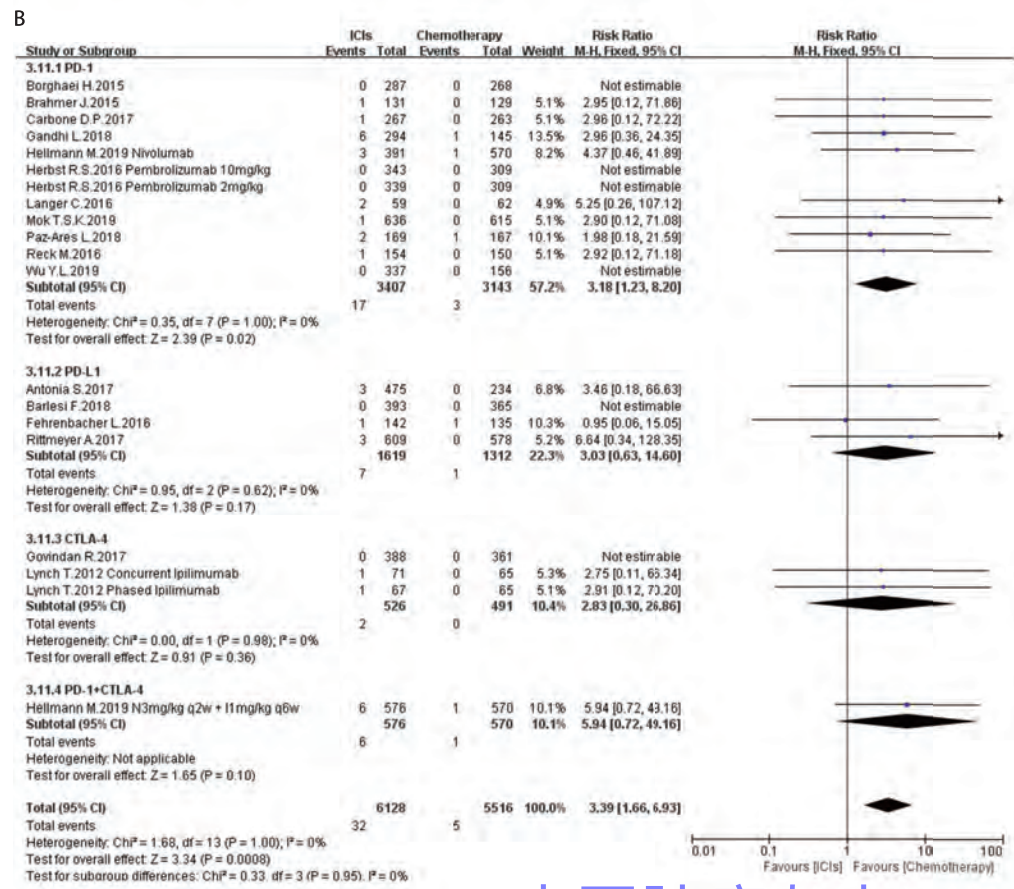 B
ICIs Chemotherapy Risk Ratio Risk Ratio
Study or Subgroup Events Total Events Total Weight M-H, Fixed, 95% CI M-H, Fixed, 95% CI
3.11.1 PD-1
Borghaei H.2015 0 287 0 268 Not estimable
Brahmer J.2015 1 131 0 129 5.1% 2.95 [0.12, 71.86]
Carbone D.P.2017 1 267 0 263 5.1% 2.96 [0.12, 72.22]
Gandhi L.2018 6 294 1 145 13.5% 2.96 [0.36, 24.35]
Hellmann M.2019 Nivolumab 3 391 1 570 8.2% 4.37 [0.46, 41.89]
Herbst R.S.2016 Pembrolizumab 10mg/kg 0 343 0 309 Not estimable
Herbst R.S.2016 Pembrolizumab 2mg/kg 0 339 0 309 Not estimable
Langer C.2016 2 59 0 62 4.9% 5.25 [0.26, 107.12]
Mok T.S.K.2019 1 636 0 615 5.1% 2.90 [0.12, 71.08]
Paz-Ares L.2018 2 169 1 167 10.1% 1.98 [0.18, 21.59]
Reck M.2016 1 154 0 150 5.1% 2.92 [0.12, 71.18]
Wu Y.L.2019 0 337 0 156 Not estimable
Subtotal (95% CI) 3407 3143 57.2% 3.18 [1.23, 8.20]
Total events 17 3
Heterogeneity: Chi² = 0.35, df = 7 (P = 1.00); I² = 0%
Test for overall effect: Z = 2.39 (P = 0.02)
3.11.2 PD-L1
Antonia S.2017 3 475 0 234 6.8% 3.46 [0.18, 66.63]
Barlesi F.2018 0 393 0 365 Not estimable
Fehrenbacher L.2016 1 142 1 135 10.3% 0.95 [0.06, 15.05]
Rittmeyer A.2017 3 609 0 578 5.2% 6.64 [0.34, 128.35]
Subtotal (95% CI) 1619 1312 22.3% 3.03 [0.63, 14.60]
Total events 7 1
Heterogeneity: Chi² = 0.95, df = 2 (P = 0.62); I² = 0%
Test for overall effect: Z = 1.38 (P = 0.17)
3.11.3 CTLA-4
Govindan R.2017 0 388 0 361 Not estimable
Lynch T.2012 Concurrent Ipilimumab 1 71 0 65 5.3% 2.75 [0.11, 66.34]
Lynch T.2012 Phased Ipilimumab 1 67 0 65 5.1% 2.91 [0.12, 70.20]
Subtotal (95% CI) 526 491 10.4% 2.83 [0.30, 26.86]
Total events 2 0
Heterogeneity: Chi² = 0.00, df = 1 (P = 0.98); I² = 0%
Test for overall effect: Z = 0.91 (P = 0.36)
3.11.4 PD-1+CTLA-4
Hellmann M.2019 N3mg/kg q2w + I1mg/kg q6w 6 576 1 570 10.1% 5.94 [0.72, 49.16]
Subtotal (95% CI) 576 570 10.1% 5.94 [0.72, 49.16]
Total events 6 1
Heterogeneity: Not applicable
Test for overall effect: Z = 1.65 (P = 0.10)
Total (95% CI) 6128 5516 100.0% 3.39 [1.66, 6.93]
Total events 32 5
Heterogeneity: Chi² = 1.68, df = 13 (P = 1.00); I² = 0%
Test for overall effect: Z = 3.34 (P = 0.0008)
Test for subgroup differences: Chi² = 0.33, df = 3 (P = 0.95), I² = 0%
0.01 0.1 1 10 100
Favours [ICIs] Favours [Chemotherapy]